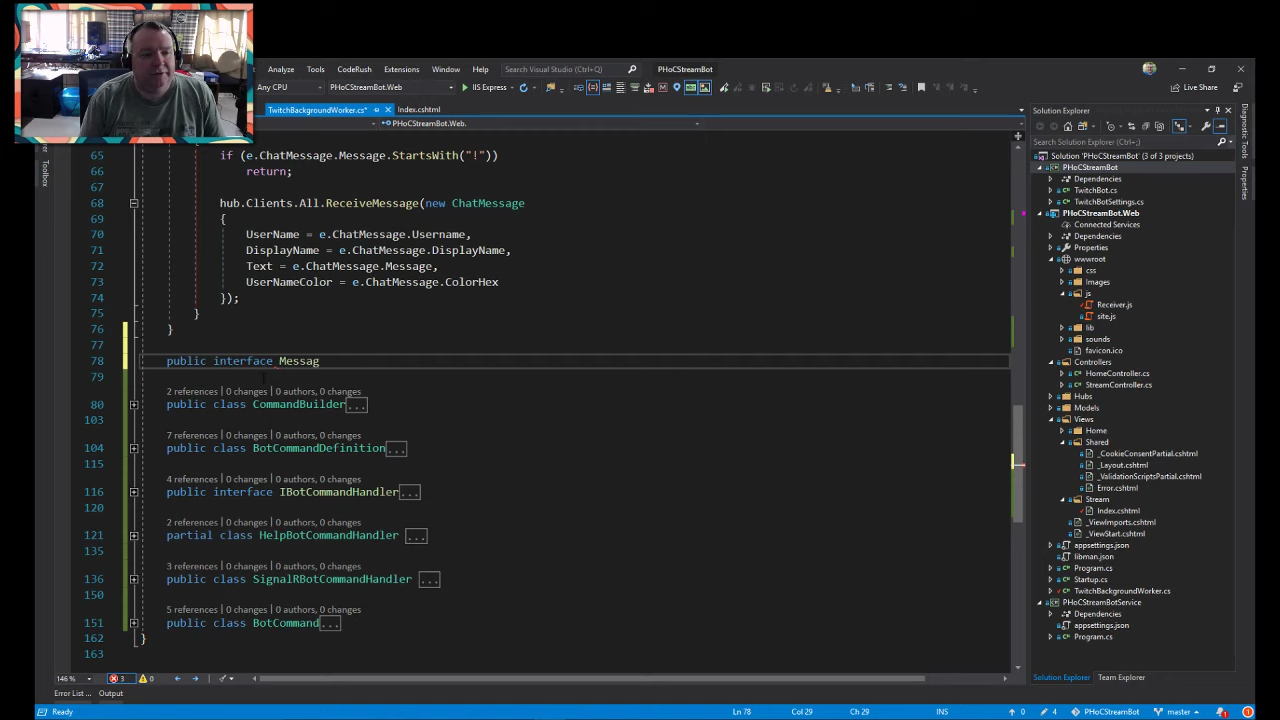 Analyze Tools CodeRush Extensions Window Help Search Visual Studio (Ctrl+Q) PHoCStreamBot
Any CPU PHoCStreamBot.Web IIS Express Live Share
TwitchBackgroundWorker.cs* Index.cshtml
PHoCStreamBot.Web.
65 if (e.ChatMessage.Message.StartsWith("!"))
66 return;
67
68 hub.Clients.All.ReceiveMessage(new ChatMessage
69 {
70 UserName = e.ChatMessage.Username,
71 DisplayName = e.ChatMessage.DisplayName,
72 Text = e.ChatMessage.Message,
73 UserNameColor = e.ChatMessage.ColorHex
74 });
75 }
76 }
77
78 public interface Messag
79
2 references | 0 changes | 0 authors, 0 changes
80 public class CommandBuilder...
103
7 references | 0 changes | 0 authors, 0 changes
104 public class BotCommandDefinition...
115
4 references | 0 changes | 0 authors, 0 changes
116 public interface IBotCommandHandler...
120
2 references | 0 changes | 0 authors, 0 changes
121 partial class HelpBotCommandHandler ...
135
3 references | 0 changes | 0 authors, 0 changes
136 public class SignalRBotCommandHandler ...
150
5 references | 0 changes | 0 authors, 0 changes
151 public class BotCommand...
162 }
163
146 % 3 0 
Error List ... Output
Ready Ln 78 Col 29 Ch 29 INS 0 4 PHoCStreamBot master 1
Toolbox
Solution Explorer
Search Solution Explorer (Ctrl+;)
Solution 'PHoCStreamBot' (3 of 3 projects)
PHoCStreamBot
Dependencies
TwitchBot.cs
TwitchBotSettings.cs
PHoCStreamBot.Web
Connected Services
Dependencies
Properties
wwwroot
css
Images
js
Receiver.js
site.js
lib
sounds
favicon.ico
Controllers
HomeController.cs
StreamController.cs
Hubs
Models
Views
Home
Shared
_CookieConsentPartial.cshtml
_Layout.cshtml
_ValidationScriptsPartial.cshtml
Error.cshtml
Stream
Index.cshtml
_ViewImports.cshtml
_ViewStart.cshtml
appsettings.json
libman.json
Program.cs
Startup.cs
TwitchBackgroundWorker.cs
PHoCStreamBotService
Dependencies
appsettings.json
Program.cs
Solution Explorer Team Explorer
Diagnostic Tools
Properties